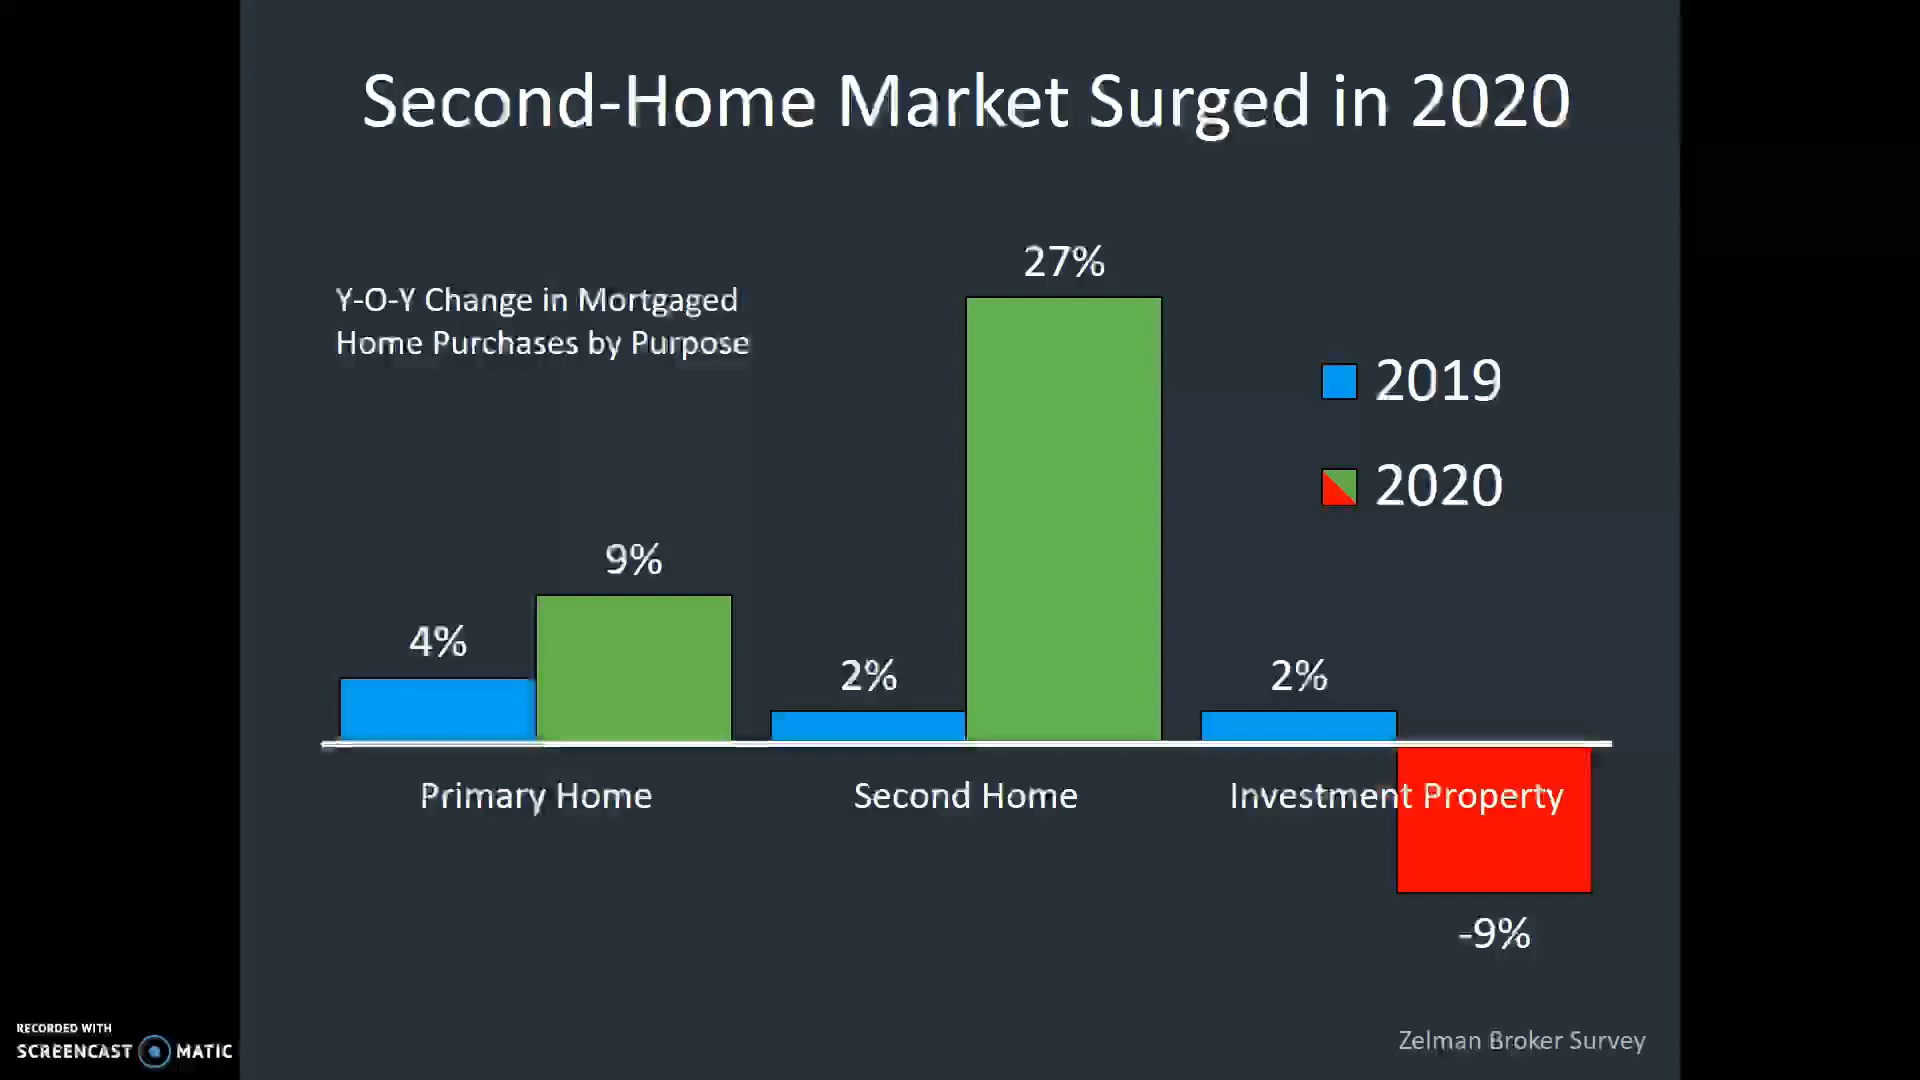 Second-Home Market Surged in 2020
Y-O-Y Change in Mortgaged
Home Purchases by Purpose
27%
2019
2020
9%
4%
2%
2%
Primary Home
Second Home
Investment Property
-9%
Zelman Broker Survey
RECORDED WITH
SCREENCAST MATIC